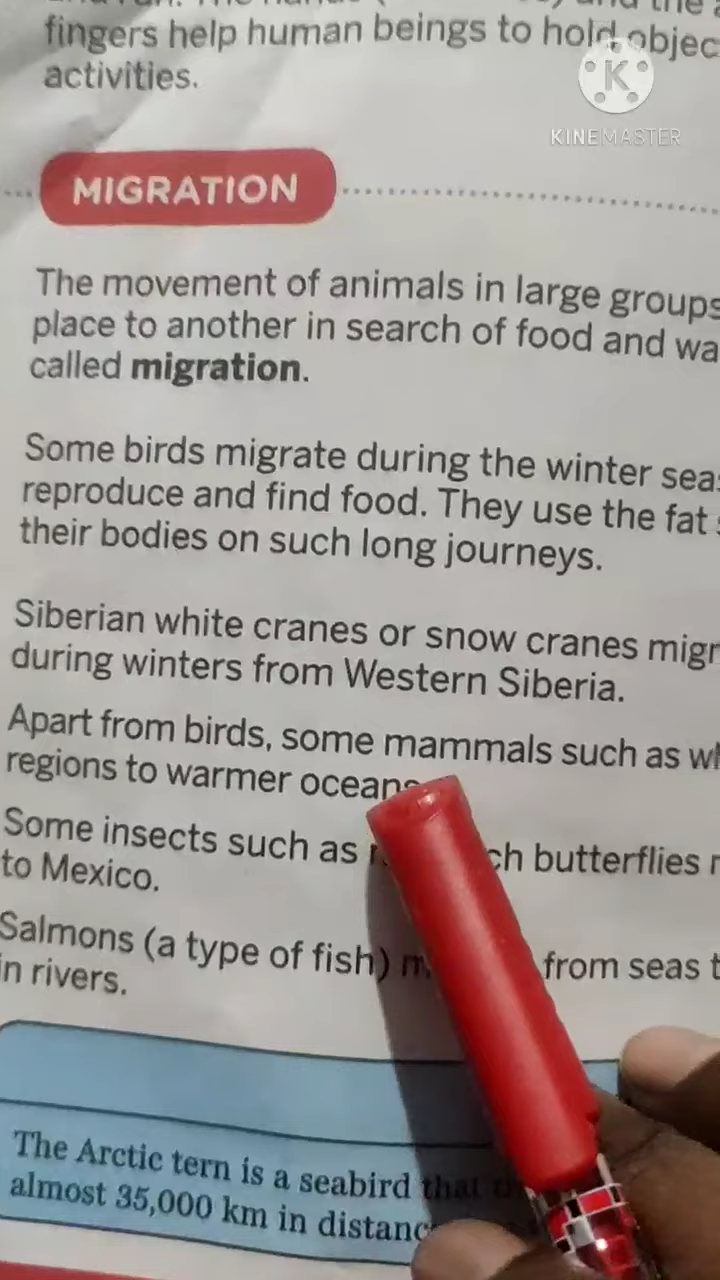 fingers help human beings to hold objec
activities.
K
KINEMASTER
MIGRATION
The movement of animals in large groups
place to another in search of food and wa
called migration.
Some birds migrate during the winter sea
reproduce and find food. They use the fat
their bodies on such long journeys.
Siberian white cranes or snow cranes migr
during winters from Western Siberia.
Apart from birds, some mammals such as wh
regions to warmer oceans
Some insects such as ch butterflies
to Mexico.
Salmons (a type of fish) from seas t
in rivers.
The Arctic tern is a seabird that
almost 35,000 km in distanc